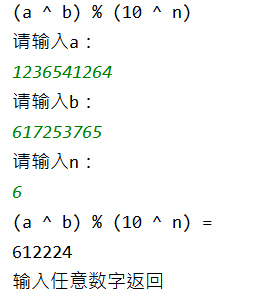 (a ^ b) % (10 ^ n)
请输入a：
1236541264
请输入b：
617253765
请输入n：
6
(a ^ b) % (10 ^ n) =
612224
输入任意数字返回